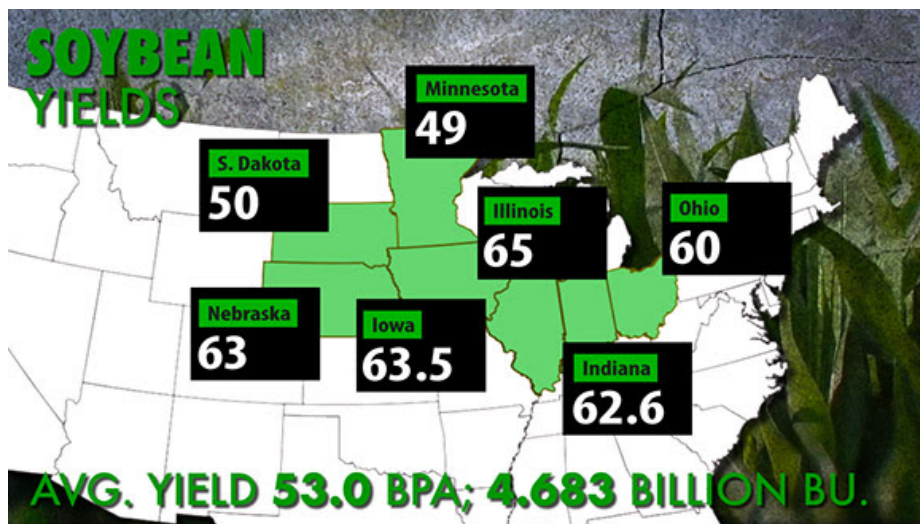 SOYBEAN
YIELDS
Minnesota
49
S. Dakota
50
Illinois
65
Ohio
60
Nebraska
63
Iowa
63.5
Indiana
62.6
AVG. YIELD 53.0 BPA; 4.683 BILLION BU.